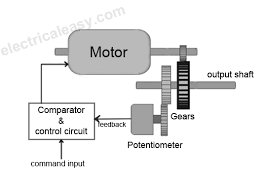 electricaleasy.com
Motor
output shaft
Comparator
&
control circuit
Gears
feedback
Potentiometer
command input